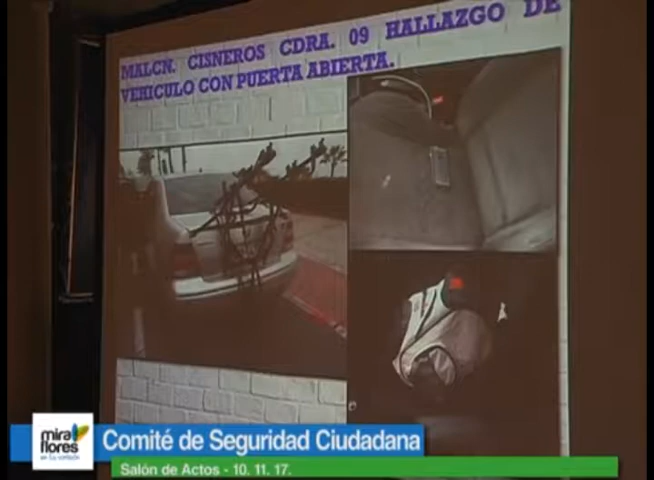 MALCN. CISNEROS CDRA. 09 HALLAZGO DE
VEHICULO CON PUERTA ABIERTA.
mira
flores
Comité de Seguridad Ciudadana
Salón de Actos - 10. 11. 17.